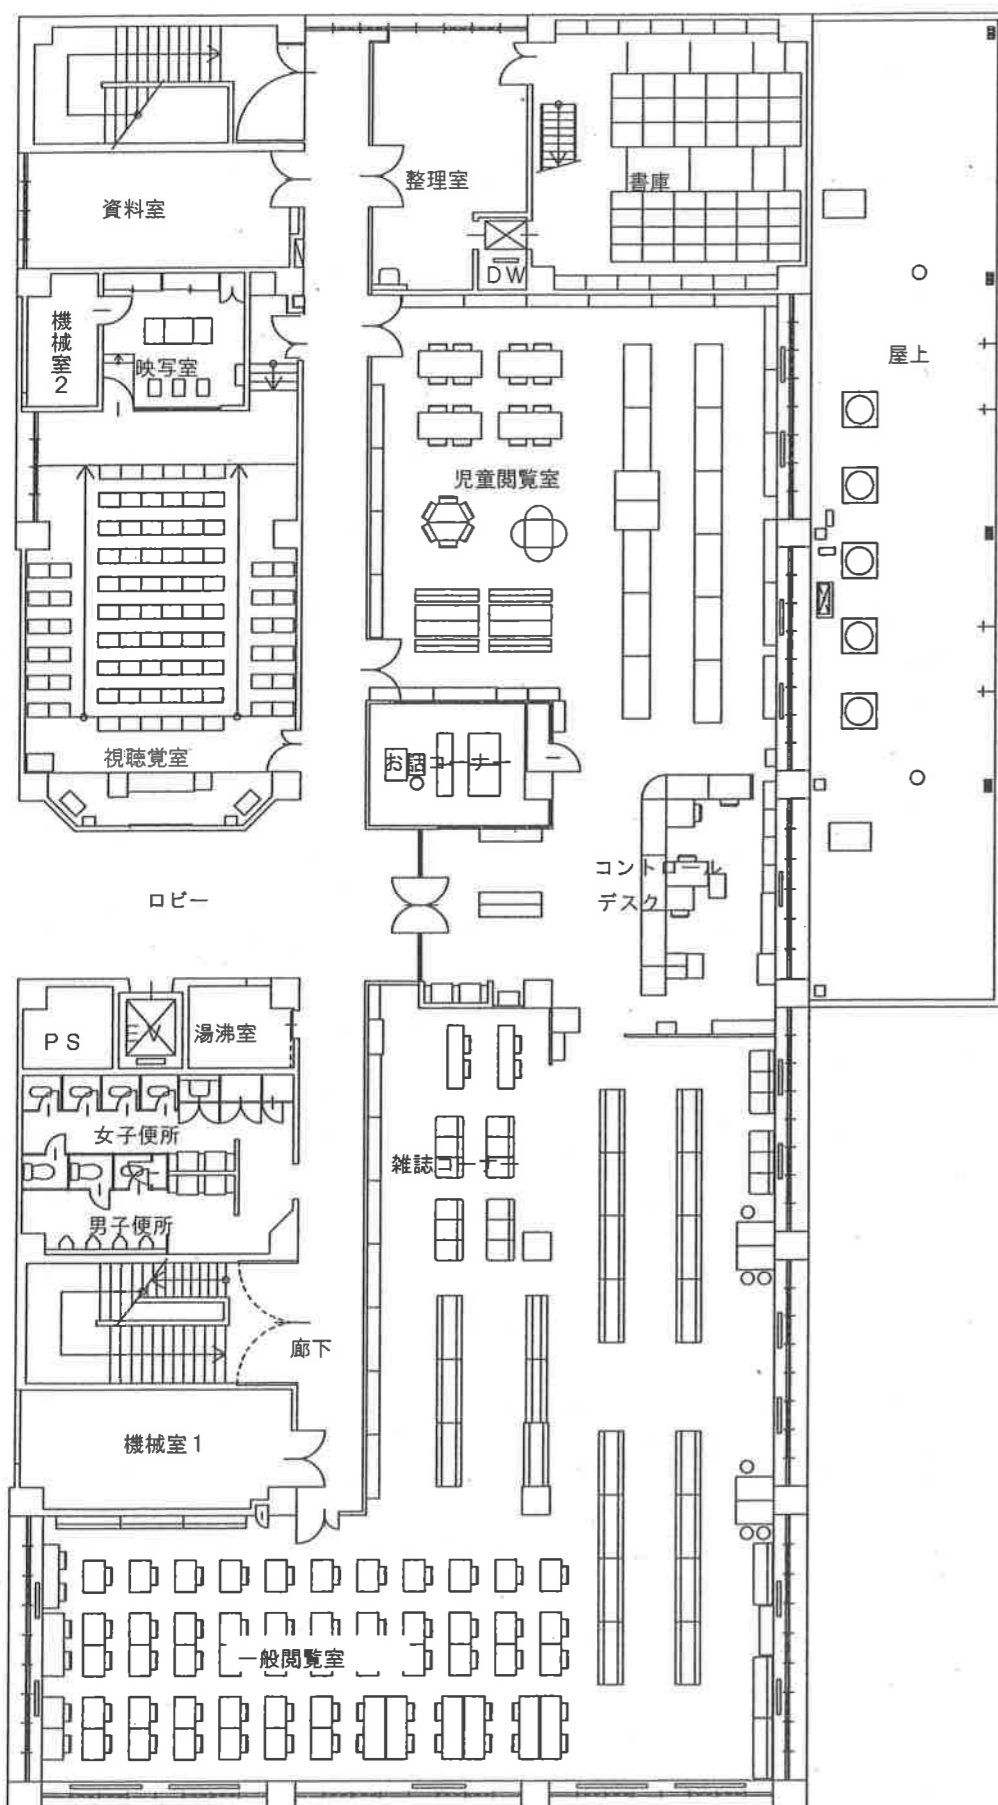 資料室
整理室
書庫
DW
機械室2
映写室
屋上
児童閲覧室
視聴覚室
お話コーナー
ロビー
コントロール
デスク
PS
EV
湯沸室
女子便所
雑誌コーナー
男子便所
廊下
機械室1
一般閲覧室